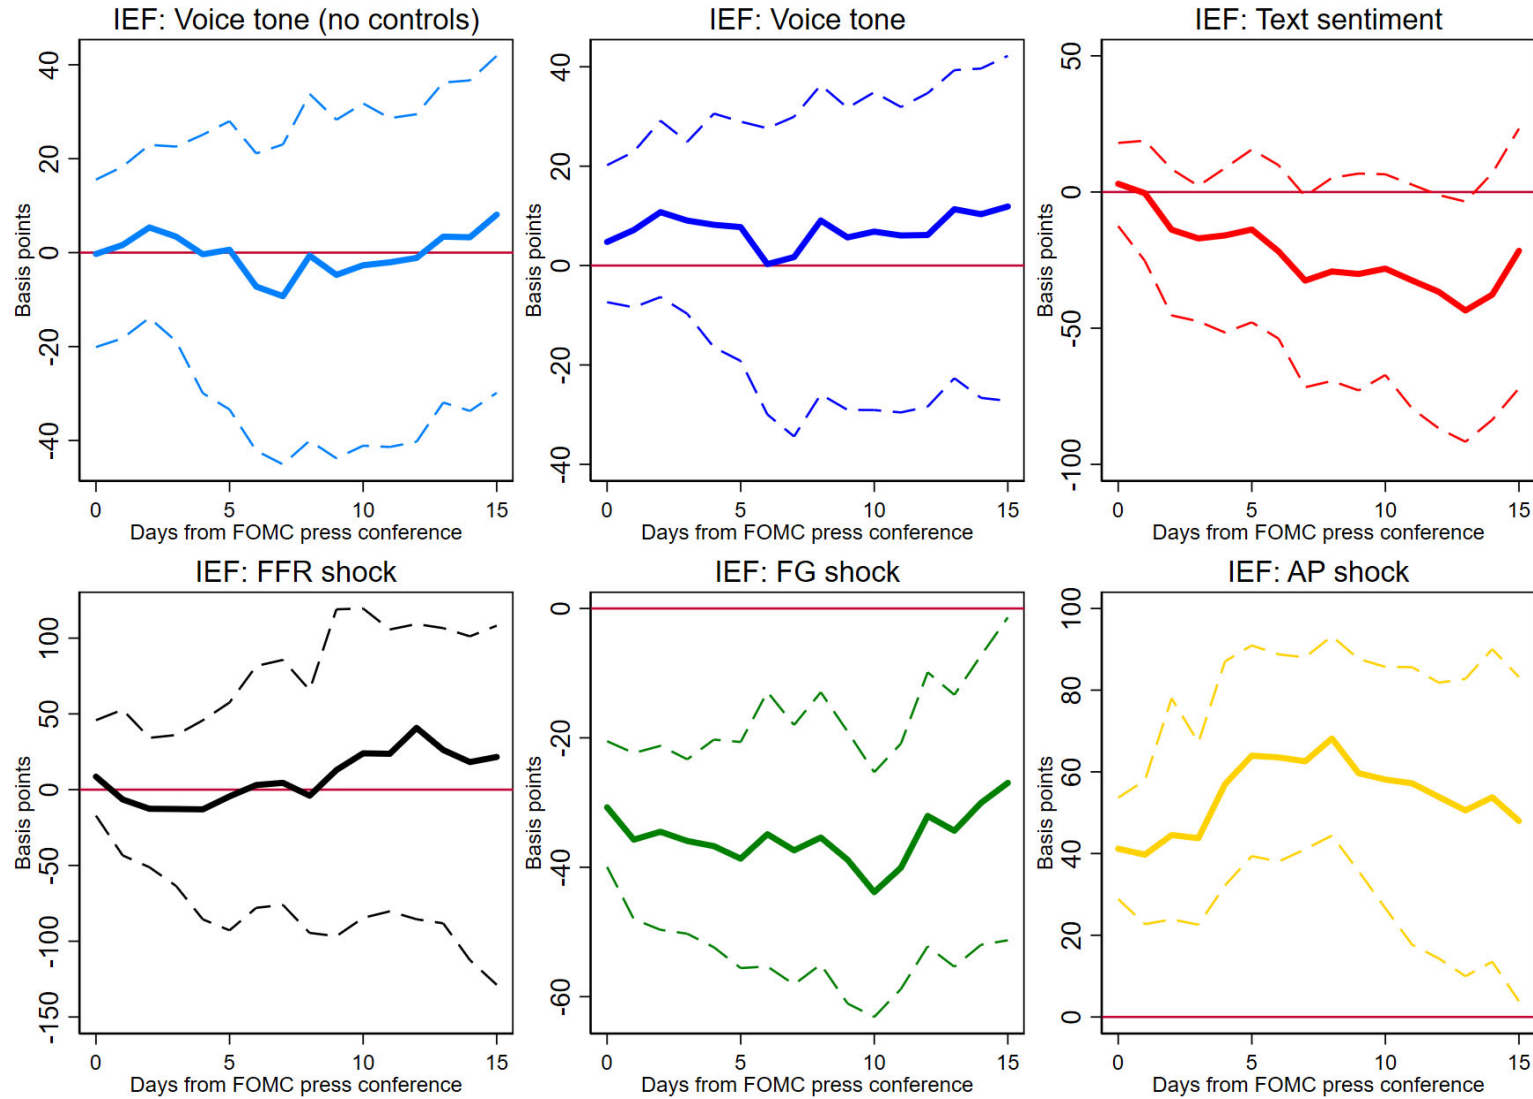 IEF: Voice tone (no controls)
Basis points
40
20
0
-20
-40
0 5 10 15
Days from FOMC press conference
IEF: Voice tone
Basis points
40
20
0
-20
-40
0 5 10 15
Days from FOMC press conference
IEF: Text sentiment
Basis points
50
0
-50
-100
0 5 10 15
Days from FOMC press conference
IEF: FFR shock
Basis points
100
50
0
-50
-100
-150
0 5 10 15
Days from FOMC press conference
IEF: FG shock
Basis points
0
-20
-40
-60
0 5 10 15
Days from FOMC press conference
IEF: AP shock
Basis points
100
80
60
40
20
0
0 5 10 15
Days from FOMC press conference